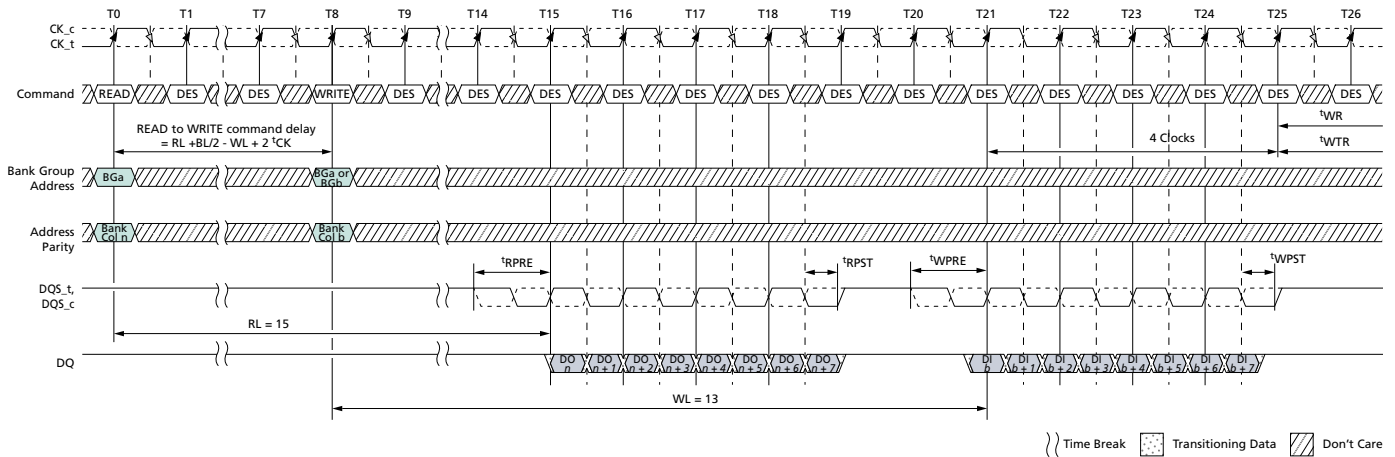 T0 T1 T7 T8 T9 T14 T15 T16 T17 T18 T19 T20 T21 T22 T23 T24 T25 T26
CK_c
CK_t
Command READ DES DES WRITE DES DES DES DES DES DES DES DES DES DES DES DES DES DES
tWR
READ to WRITE command delay
= RL +BL/2 - WL + 2 tCK
4 Clocks
tWTR
Bank Group
Address
BGa
BGa or
BGb
Address
Parity
Bank
Col n
Bank
Col b
tRPRE tRPST tWPRE tWPST
DQS_t,
DQS_c
RL = 15
DQ
DO
n
DO
n + 1
DO
n + 2
DO
n + 3
DO
n + 4
DO
n + 5
DO
n + 6
DO
n + 7
DI
b
DI
b + 1
DI
b + 2
DI
b + 3
DI
b + 4
DI
b + 5
DI
b + 6
DI
b + 7
WL = 13
Time Break Transitioning Data Don't Care